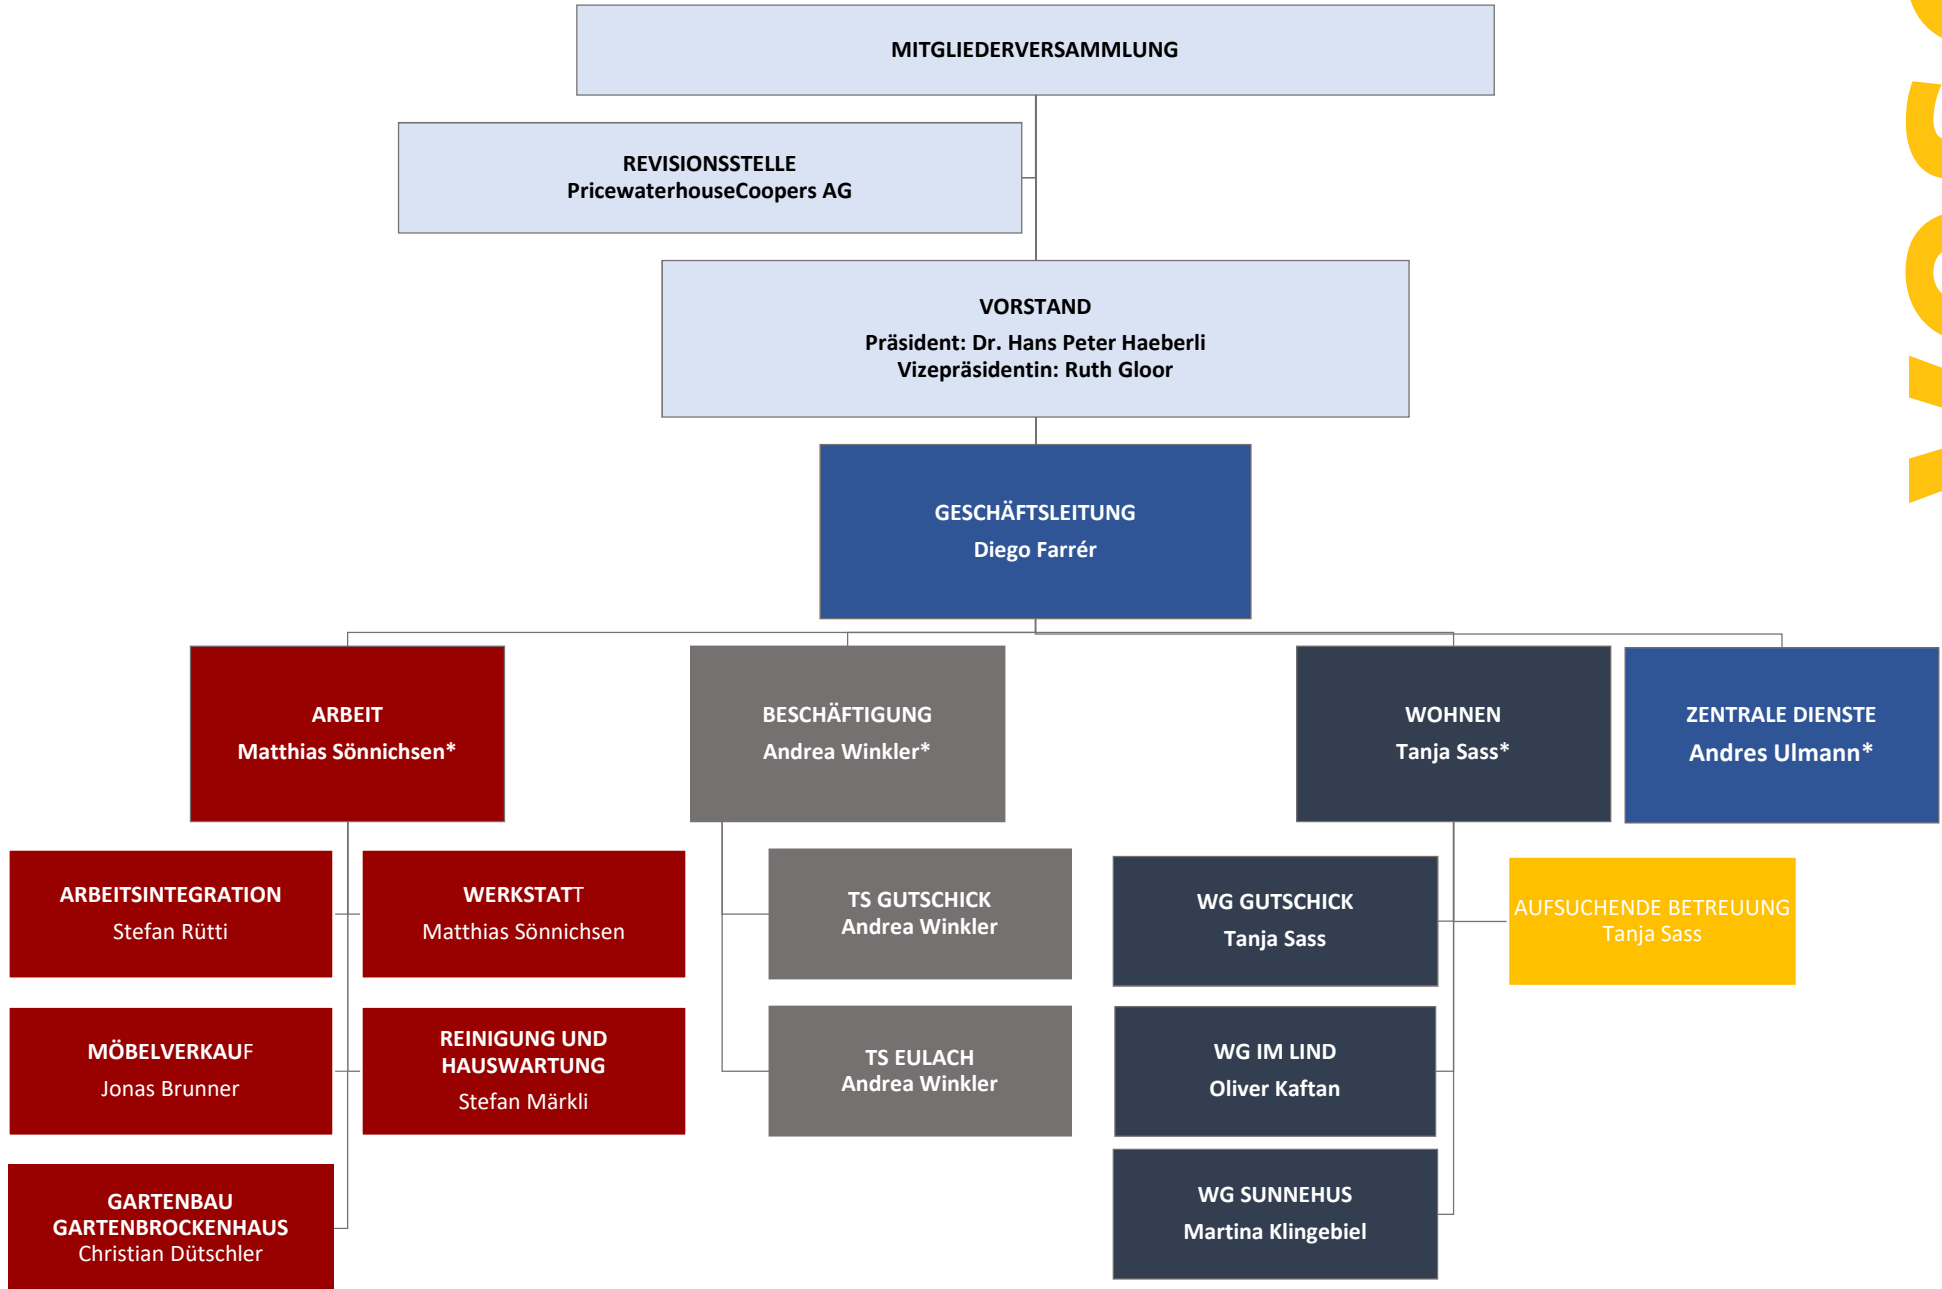 MITGLIEDERVERSAMMLUNG
REVISIONSSTELLE
PricewaterhouseCoopers AG
VORSTAND
Präsident: Dr. Hans Peter Haeberli
Vizepräsidentin: Ruth Gloor
GESCHÄFTSLEITUNG
Diego Farrér
ARBEIT
Matthias Sönnichsen*
BESCHÄFTIGUNG
Andrea Winkler*
WOHNEN
Tanja Sass*
ZENTRALE DIENSTE
Andres Ulmann*
ARBEITSINTEGRATION
Stefan Rütti
WERKSTATT
Matthias Sönnichsen
MÖBELVERKAUF
Jonas Brunner
REINIGUNG UND
HAUSWARTUNG
Stefan Märkli
GARTENBAU
GARTENBROCKENHAUS
Christian Dütschler
TS GUTSCHICK
Andrea Winkler
TS EULACH
Andrea Winkler
WG GUTSCHICK
Tanja Sass
AUFSUCHENDE BETREUUNG
Tanja Sass
WG IM LIND
Oliver Kaftan
WG SUNNEHUS
Martina Klingebiel